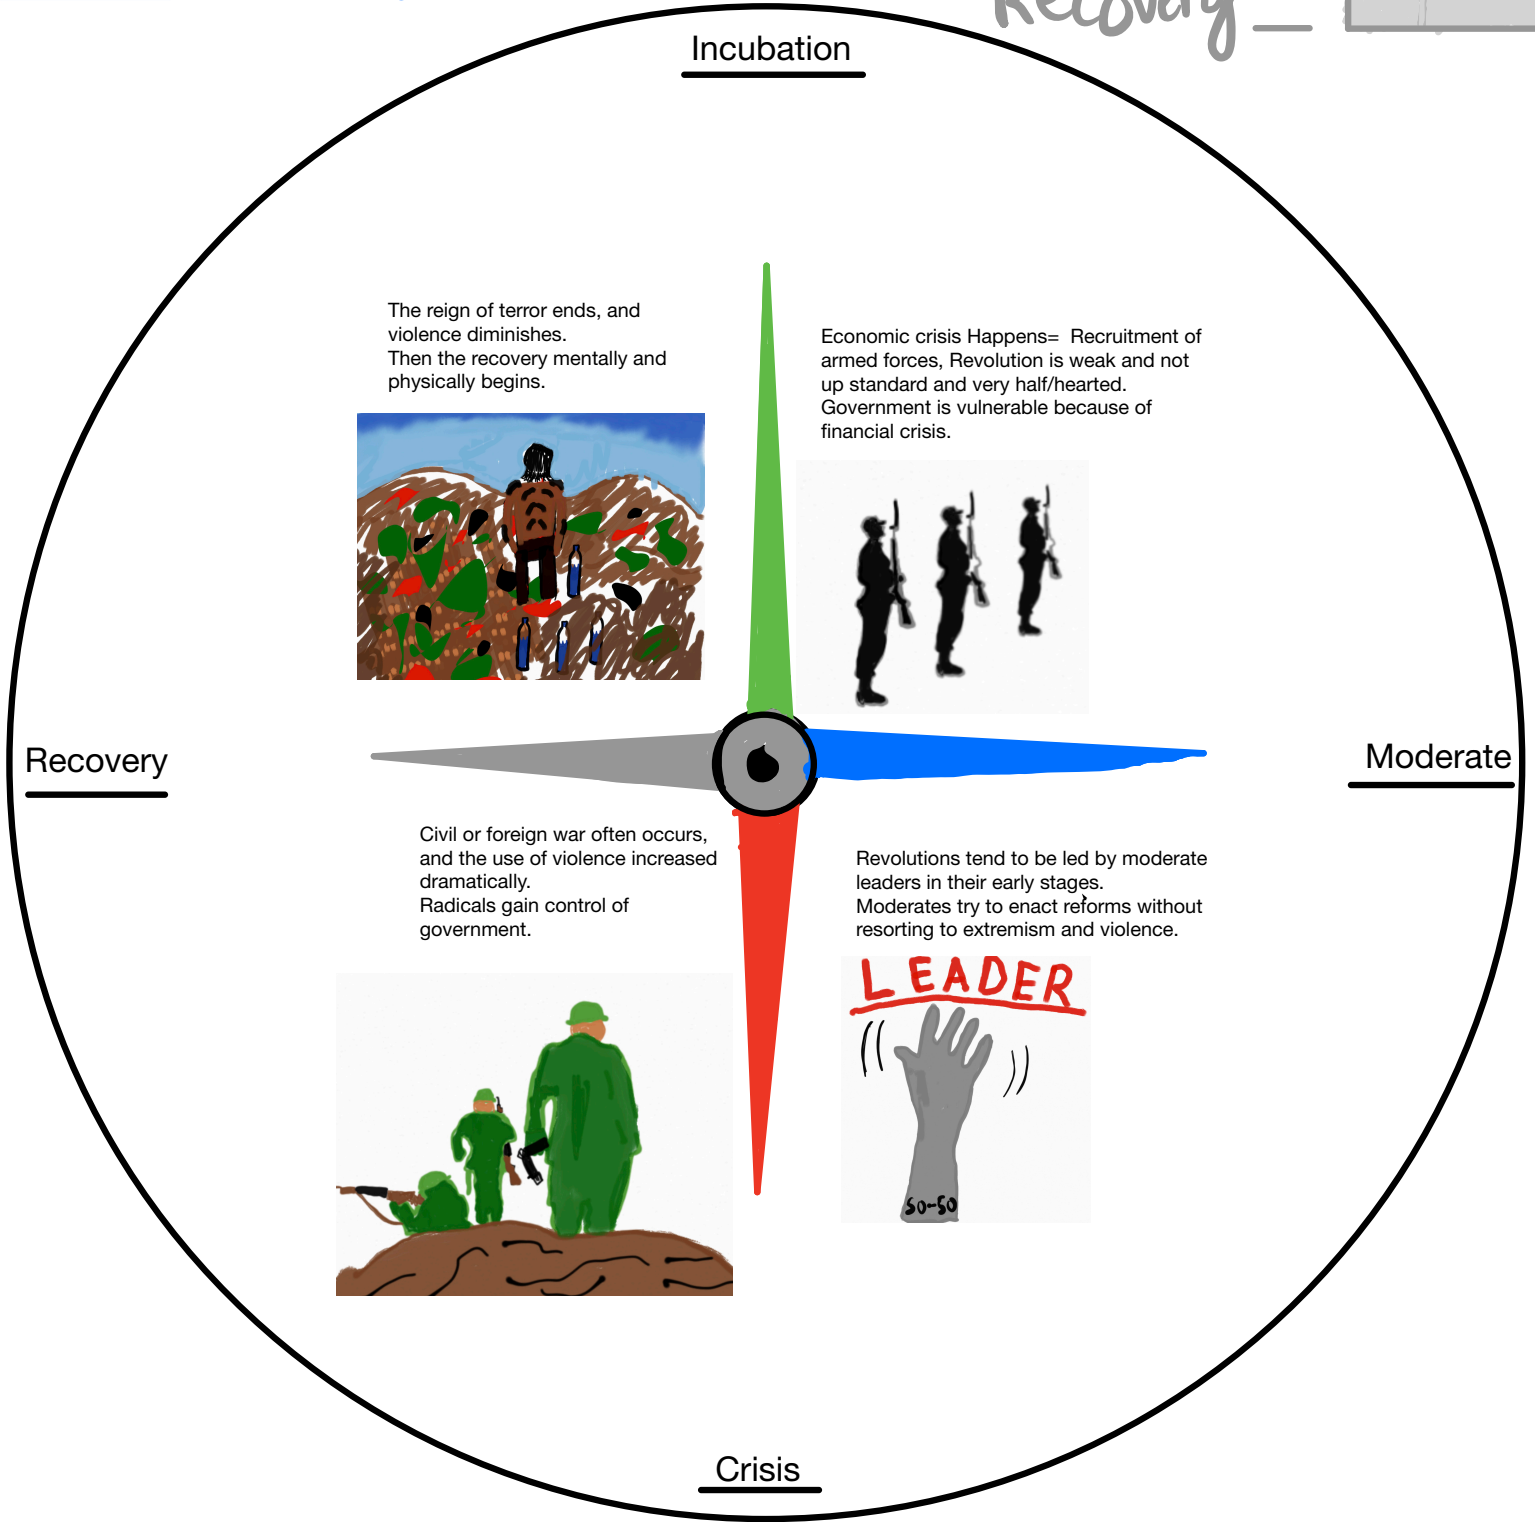 Recovery
Incubation
The reign of terror ends, and
violence diminishes.
Then the recovery mentally and
physically begins.
Economic crisis Happens=  Recruitment of
armed forces, Revolution is weak and not
up standard and very half/hearted.
Government is vulnerable because of
financial crisis.
Recovery
Moderate
Civil or foreign war often occurs,
and the use of violence increased
dramatically.
Radicals gain control of
government.
Revolutions tend to be led by moderate
leaders in their early stages.
Moderates try to enact reforms without
resorting to extremism and violence.
LEADER
50-50
Crisis